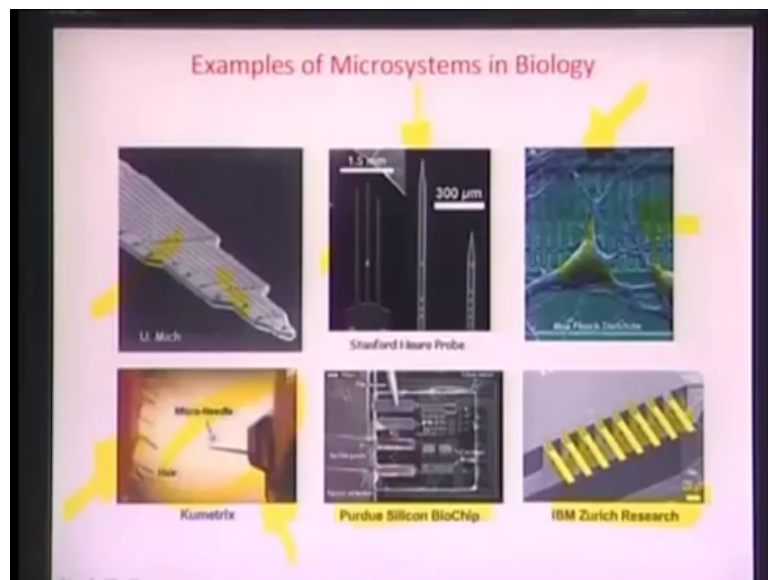 Examples of Microsystems in Biology
1.5 mm
300 µm
U. Mich
Max Planck Institute
Stanford Neuro Probe
Micro-Needle
Hair
Kumetrix
Purdue Silicon BioChip
IBM Zurich Research